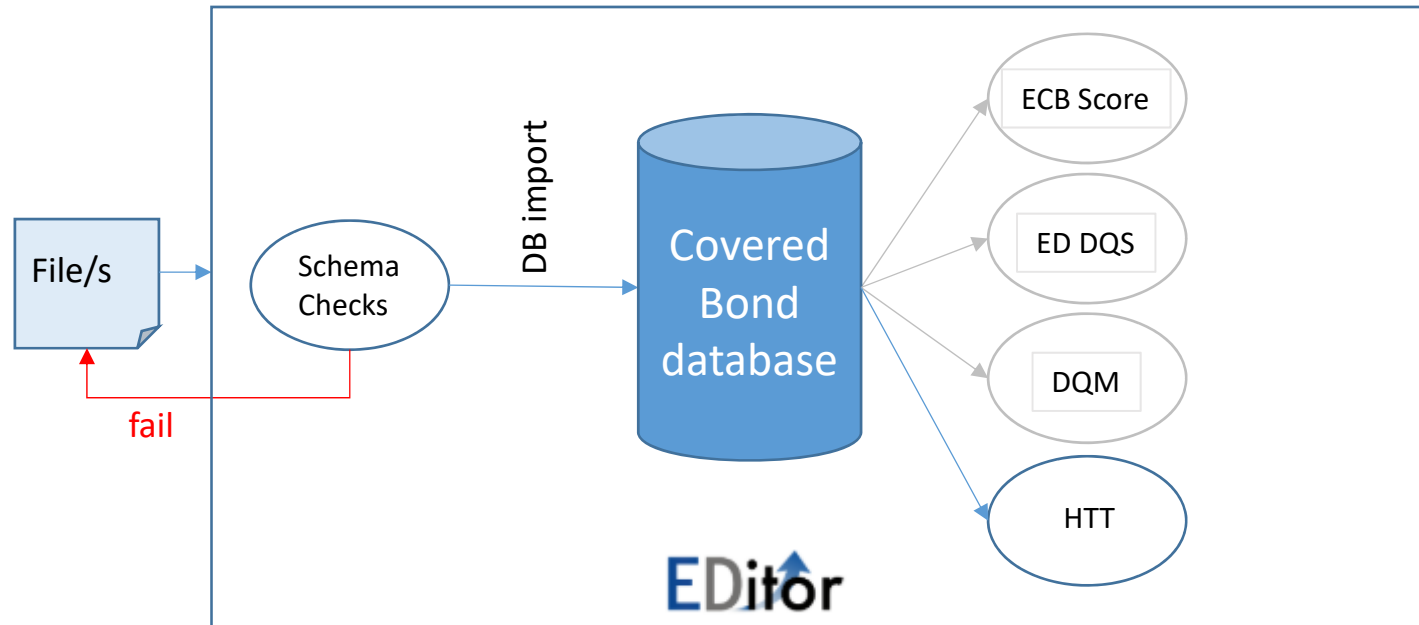 File/s
fail
Schema
Checks
DB import
Covered
Bond
database
ECB Score
ED DQS
DQM
HTT
EDitor